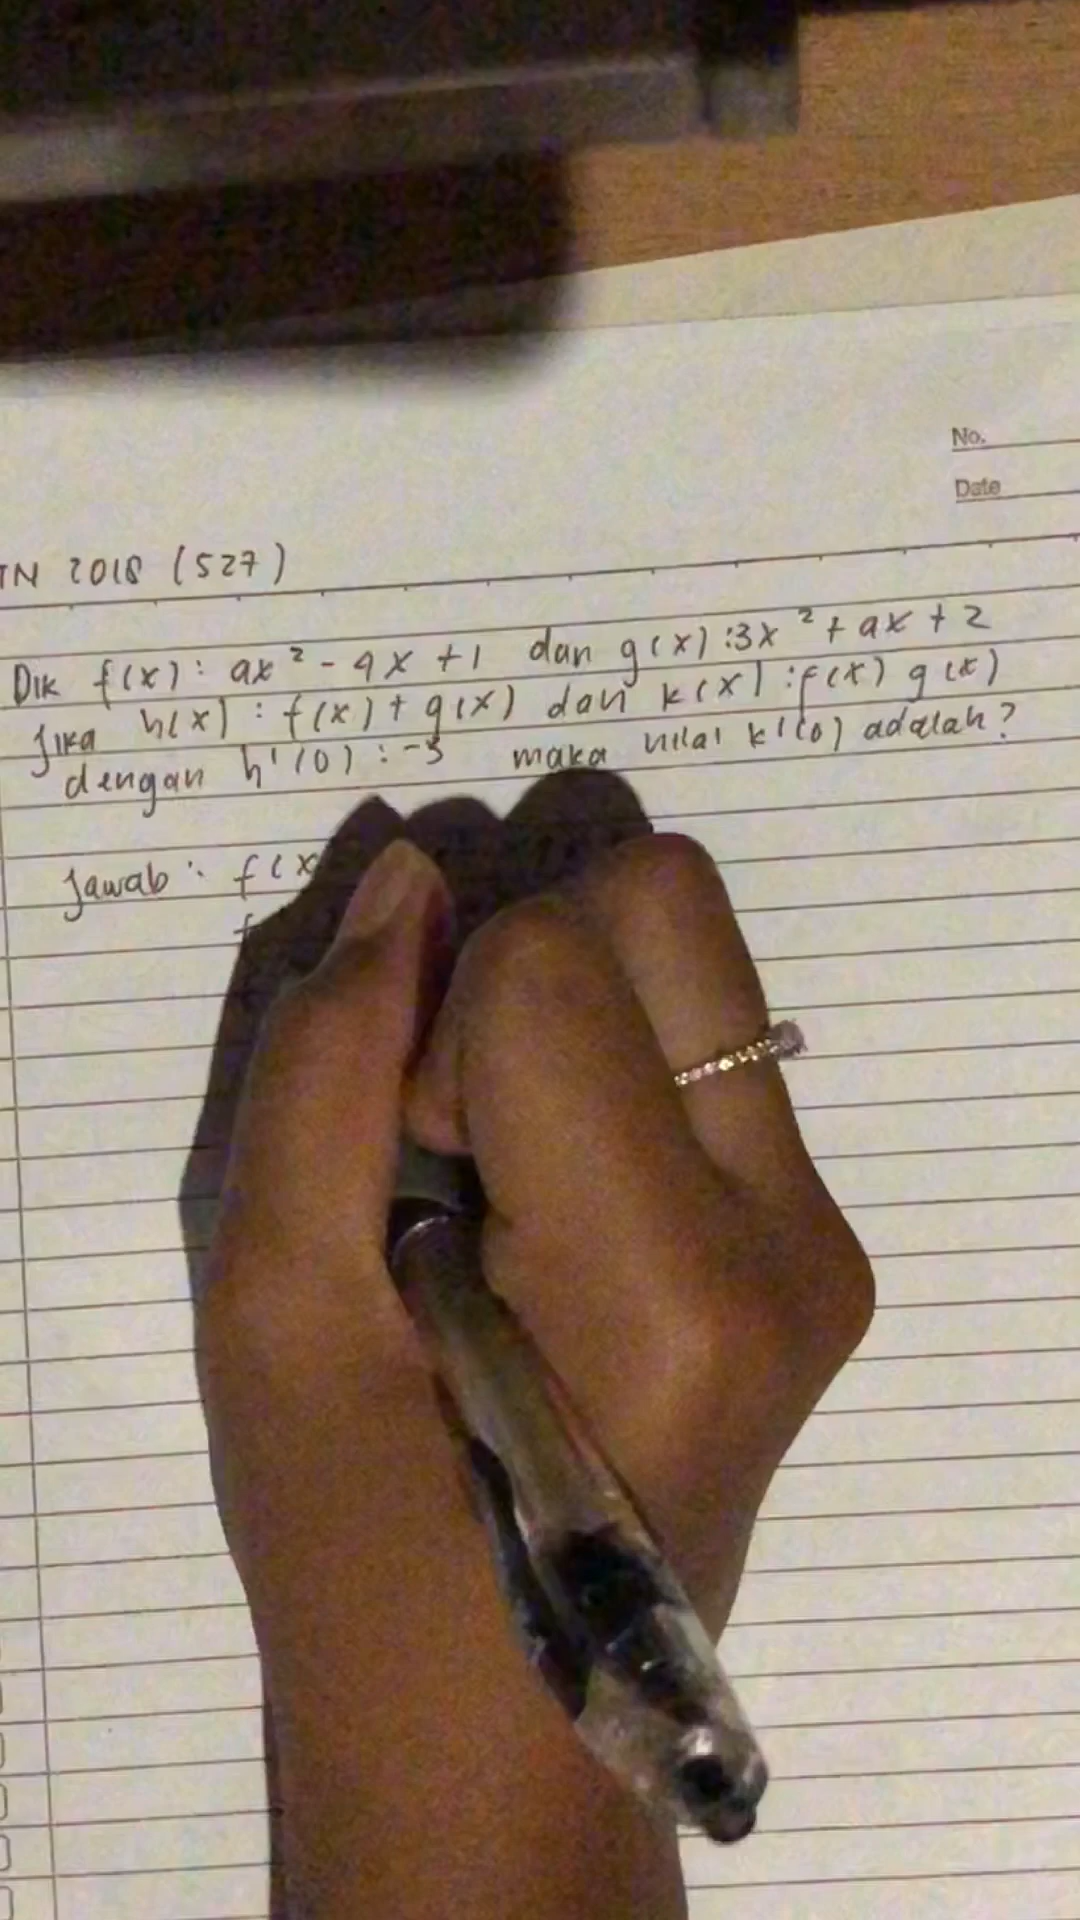 No.
Date
TN 2018 (527)
Dik f(x) : ax² - 4x + 1 dan g(x) : 3x² + ax + 2
Jika h(x) : f(x) + g(x) dan k(x) : f(x) g(x)
dengan h'(0) : -3 maka nilai k'(0) adalah?
Jawab : f(x
f